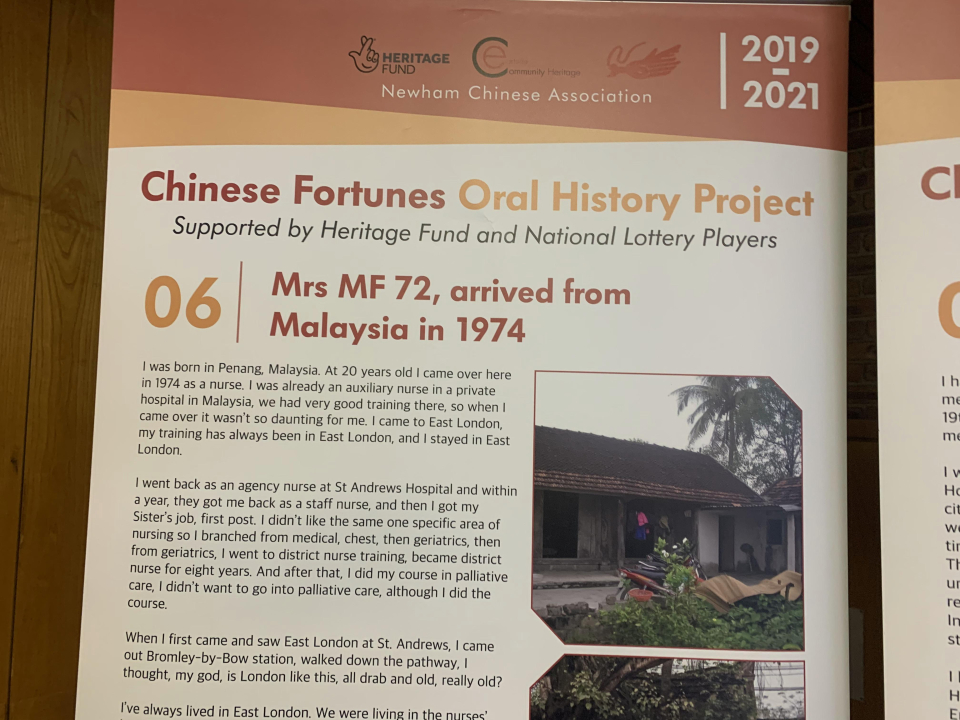 HERITAGE
FUND
Community Heritage
Newham Chinese Association
2019
-
2021
Chinese Fortunes Oral History Project
Supported by Heritage Fund and National Lottery Players
06
Mrs MF 72, arrived from
Malaysia in 1974
I was born in Penang, Malaysia. At 20 years old I came over here
in 1974 as a nurse. I was already an auxiliary nurse in a private
hospital in Malaysia, we had very good training there, so when I
came over it wasn't so daunting for me. I came to East London,
my training has always been in East London, and I stayed in East
London.
I went back as an agency nurse at St Andrews Hospital and within
a year, they got me back as a staff nurse, and then I got my
Sister's job, first post. I didn't like the same one specific area of
nursing so I branched from medical, chest, then geriatrics, then
from geriatrics, I went to district nurse training, became district
nurse for eight years. And after that, I did my course in palliative
care, I didn't want to go into palliative care, although I did the
course.
When I first came and saw East London at St. Andrews, I came
out Bromley-by-Bow station, walked down the pathway, I
thought, my god, is London like this, all drab and old, really old?
I've always lived in East London. We were living in the nurses'